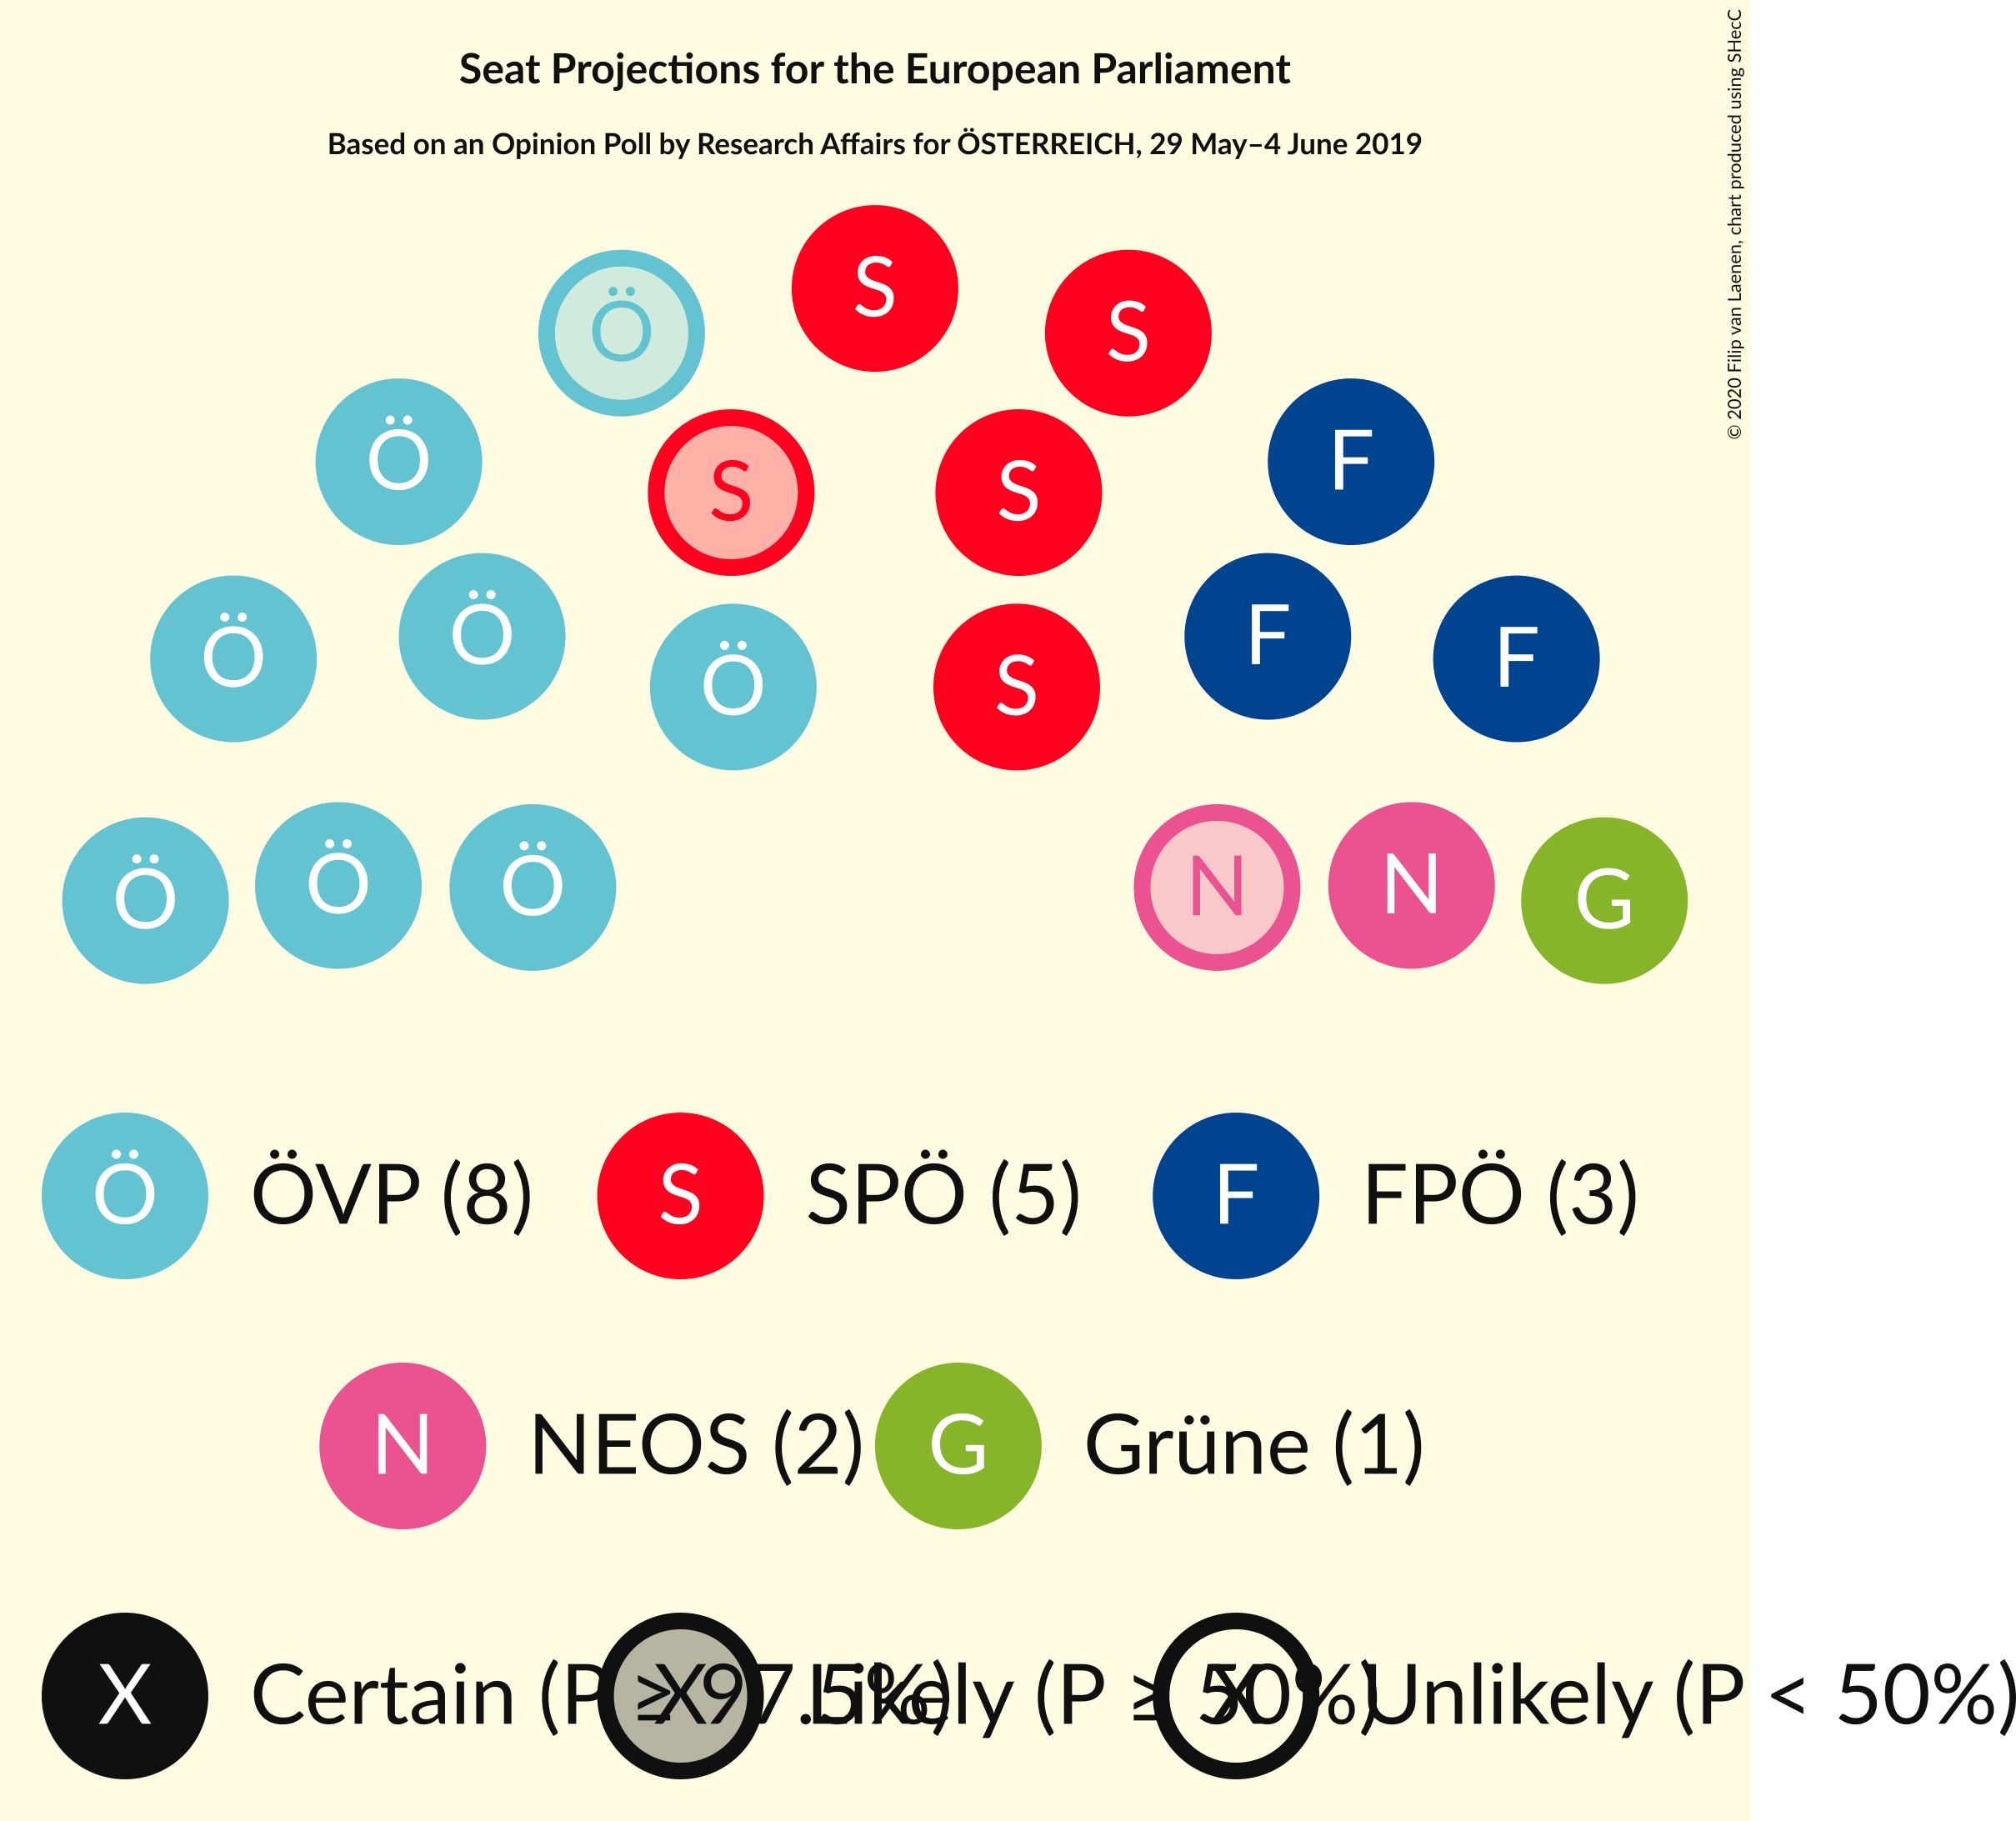 Seat Projections for the European Parliament
Based on an Opinion Poll by Research Affairs for ÖSTERREICH, 29 May–4 June 2019
© 2020 Filip van Laenen, chart produced using SHecC
S
Ö S
Ö F
S S
Ö Ö F F
Ö S
Ö Ö Ö N N G
Ö ÖVP (8) S SPÖ (5) F FPÖ (3)
N NEOS (2) G Grüne (1)
X Certain (P ≥ 97.5%) X Likely (P ≥ 50%) X Unlikely (P < 50%)